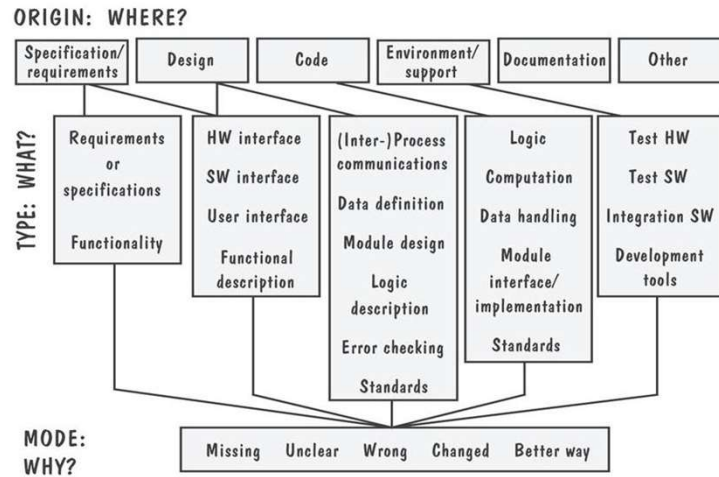 ORIGIN: WHERE?
Specification/
requirements
Design
Code
Environment/
support
Documentation
Other
TYPE: WHAT?
Requirements
or
specifications
Functionality
HW interface
SW interface
User interface
Functional
description
(Inter-)Process
communications
Data definition
Module design
Logic
description
Error checking
Standards
Logic
Computation
Data handling
Module
interface/
implementation
Standards
Test HW
Test SW
Integration SW
Development
tools
MODE:
WHY?
Missing Unclear Wrong Changed Better way